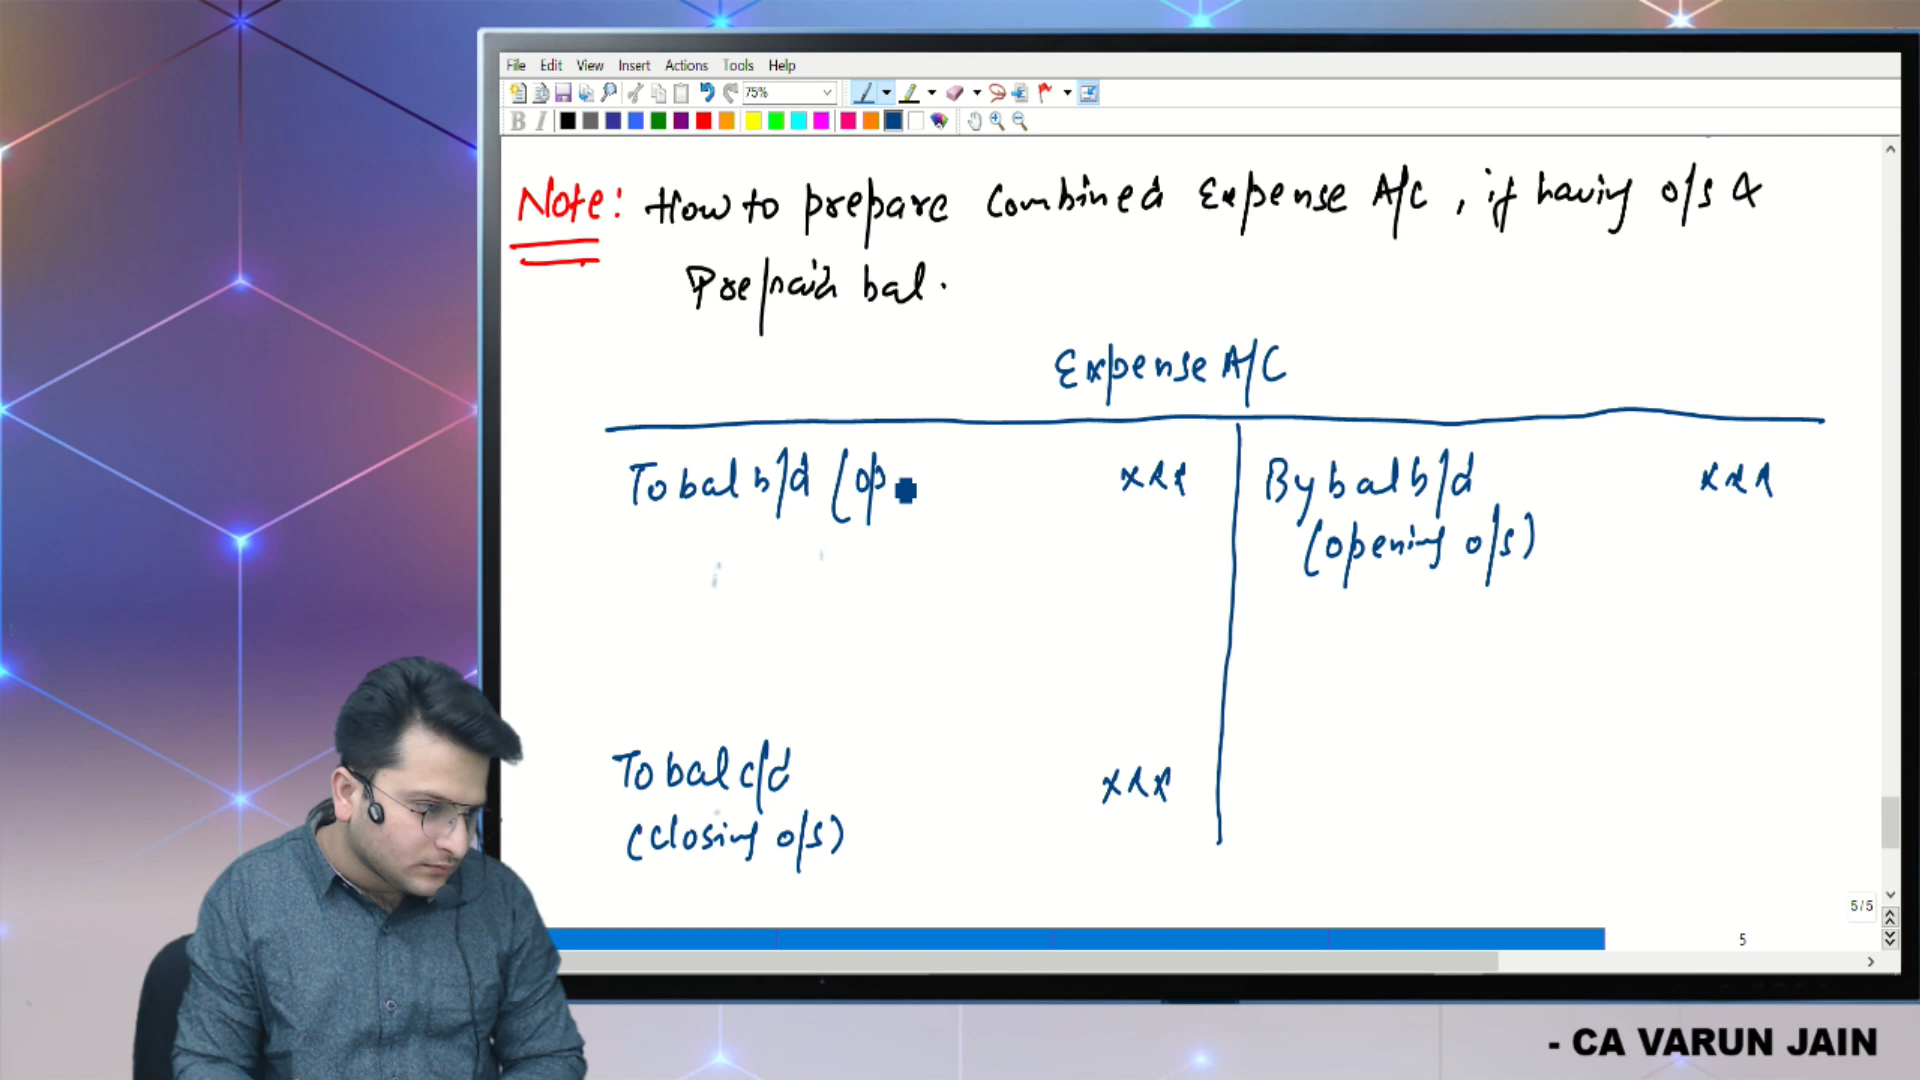 File Edit View Insert Actions Tools Help
75%
B I
Note: How to prepare Combined Expense A/C, if having o/s &
Prepaid bal.
Expense A/C
To bal b/d (op xxx By bal b/d xxx
(opening o/s)
To bal c/d xxx
(closing o/s)
5/5
5
- CA VARUN JAIN